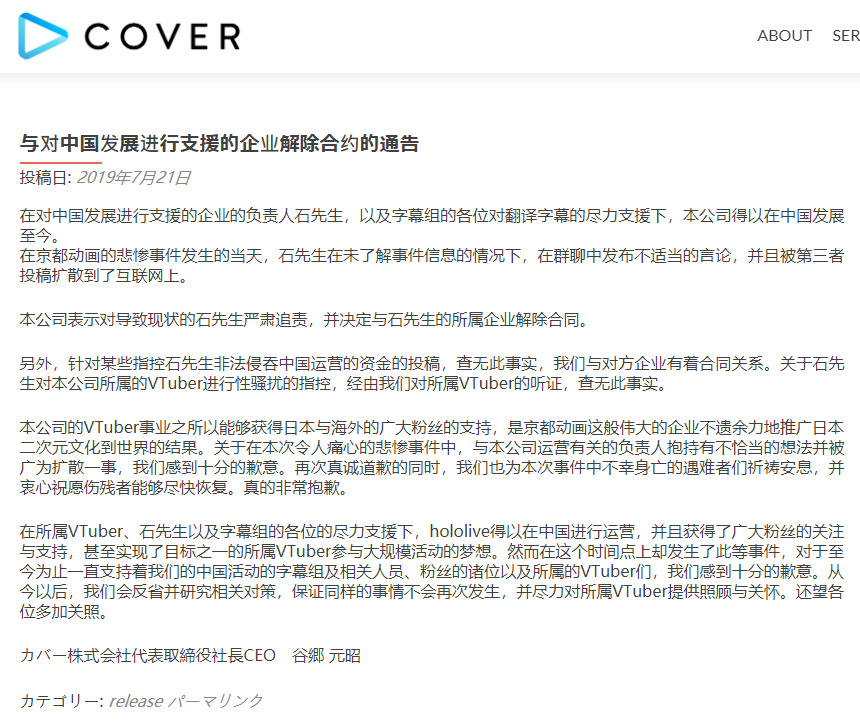 COVER
ABOUT SER
与对中国发展进行支援的企业解除合约的通告
投稿日: 2019年7月21日
在对中国发展进行支援的企业的负责人石先生，以及字幕组的各位对翻译字幕的尽力支援下，本公司得以在中国发展
至今。
在京都动画的悲惨事件发生的当天，石先生在未了解事件信息的情况下，在群聊中发布不适当的言论，并且被第三者
投稿扩散到了互联网上。
本公司表示对导致现状的石先生严肃追责，并决定与石先生的所属企业解除合同。
另外，针对某些指控石先生非法侵吞中国运营的资金的投稿，查无此事实，我们与对方企业有着合同关系。关于石先
生对本公司所属的VTuber进行性骚扰的指控，经由我们对所属VTuber的听证，查无此事实。
本公司的VTuber事业之所以能够获得日本与海外的广大粉丝的支持，是京都动画这般伟大的企业不遗余力地推广日本
二次元文化到世界的结果。关于在本次令人痛心的悲惨事件中，与本公司运营有关的负责人抱持有不恰当的想法并被
广为扩散一事，我们感到十分的歉意。再次真诚道歉的同时，我们也为本次事件中不幸身亡的遇难者们祈祷安息，并
衷心祝愿伤残者能够尽快恢复。真的非常抱歉。
在所属VTuber、石先生以及字幕组的各位的尽力支援下，hololive得以在中国进行运营，并且获得了广大粉丝的关注
与支持，甚至实现了目标之一的所属VTuber参与大规模活动的梦想。然而在这个时间点上却发生了此等事件，对于至
今为止一直支持着我们的中国活动的字幕组及相关人员、粉丝的诸位以及所属的VTuber们，我们感到十分的歉意。从
今以后，我们会反省并研究相关对策，保证同样的事情不会再次发生，并尽力对所属VTuber提供照顾与关怀。还望各
位多加关照。
カバー株式会社代表取締役社長CEO　谷郷 元昭
カテゴリー: release パーマリンク